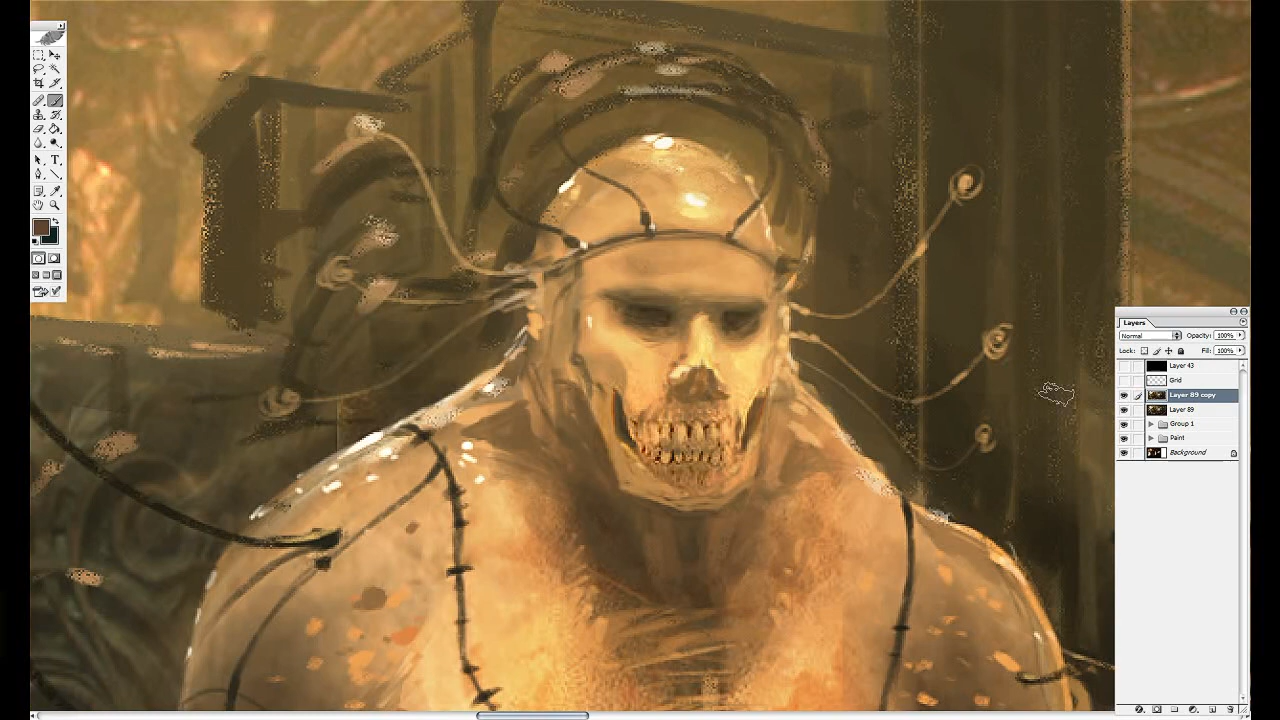 T
Layers
Normal
Opacity: 100%
Lock:
Fill: 100%
Layer 43
Grid
Layer 89 copy
Layer 89
Group 1
Paint
Background